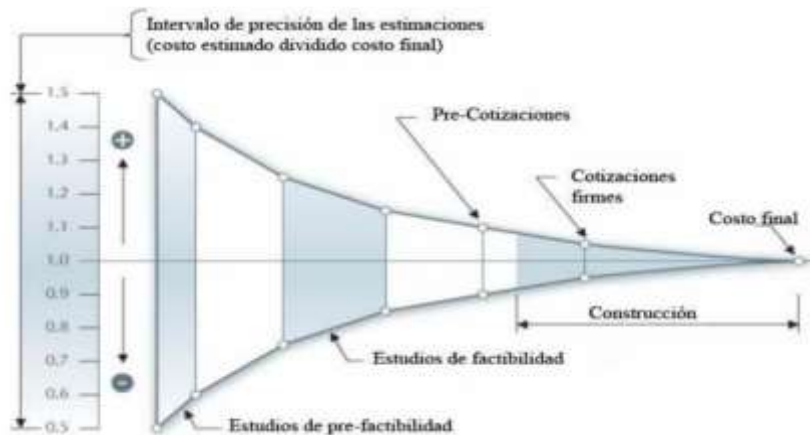 Intervalo de precisión de las estimaciones
(costo estimado dividido costo final)
1.5
1.4
1.3
1.2
1.1
1.0
0.9
0.8
0.7
0.6
0.5
+
-
Pre-Cotizaciones
Cotizaciones
firmes
Costo final
Construcción
Estudios de factibilidad
Estudios de pre-factibilidad